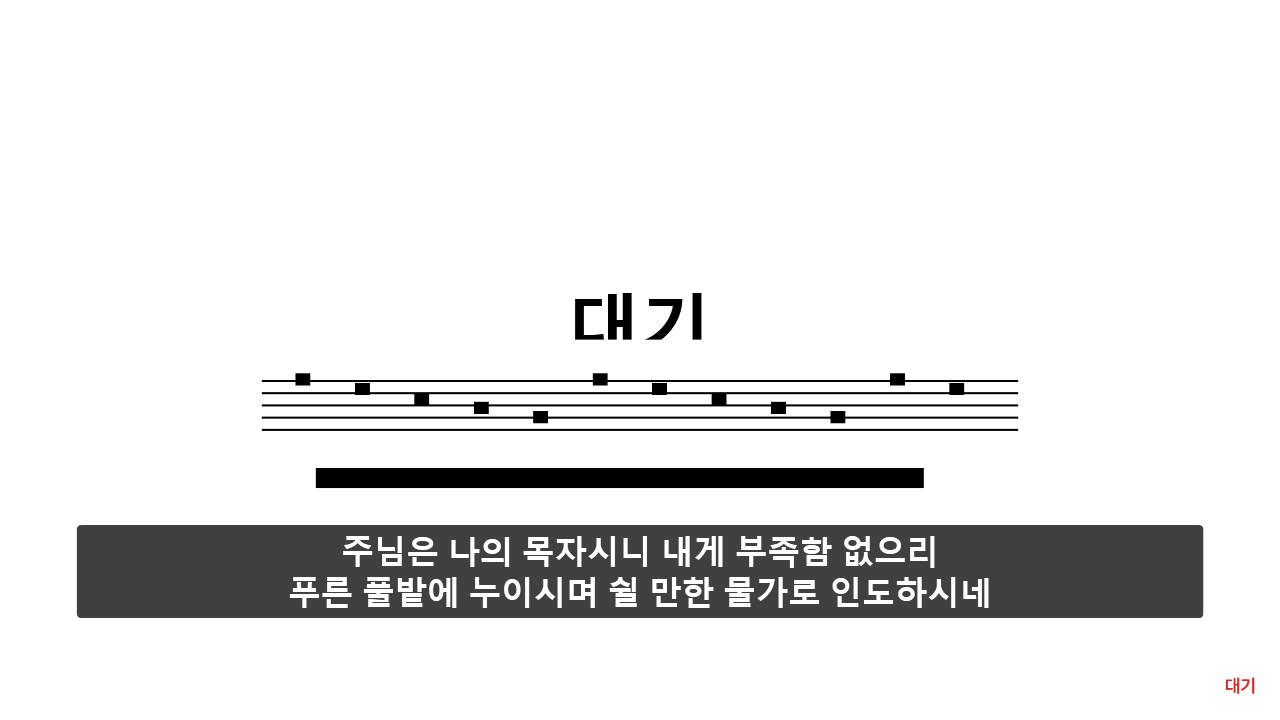 대기
주님은 나의 목자시니 내게 부족함 없으리
푸른 풀밭에 누이시며 쉴 만한 물가로 인도하시네
대기